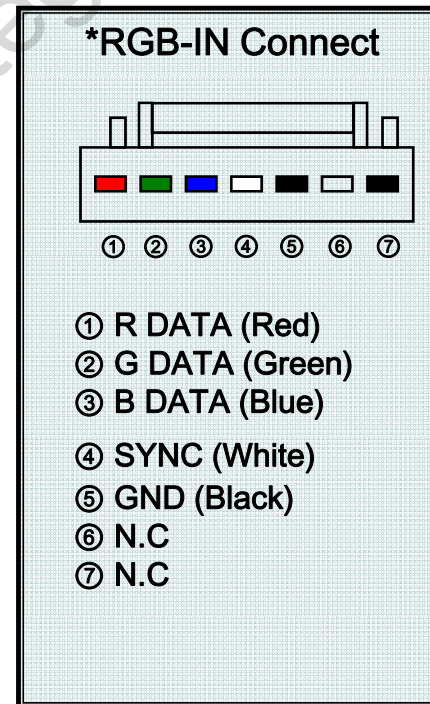 *RGB-IN Connect
① ② ③ ④ ⑤ ⑥ ⑦
① R DATA (Red)
② G DATA (Green)
③ B DATA (Blue)
④ SYNC (White)
⑤ GND (Black)
⑥ N.C
⑦ N.C